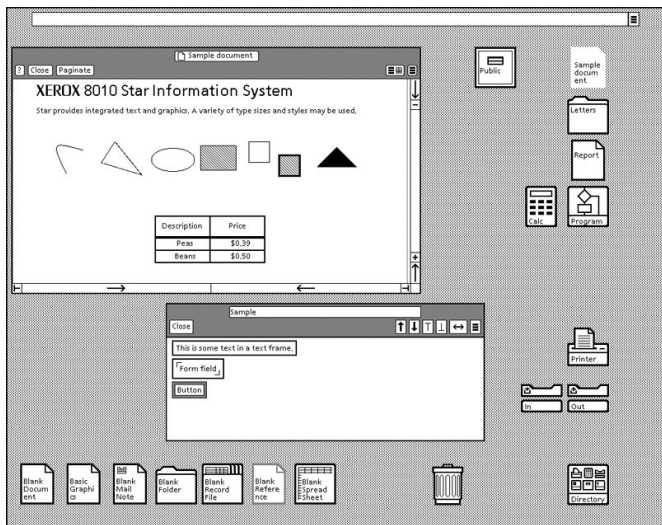 Sample document
? Close Paginate
XEROX 8010 Star Information System
Star provides integrated text and graphics. A variety of type sizes and styles may be used.
Description Price
Peas $0.39
Beans $0.50
Public
Sample
docum
ent
Letters
Report
Calc
Program
Sample
Close
This is some text in a text frame.
Form field
Button
Printer
In
Out
Blank
Docum
ent
Basic
Graphi
cs
Blank
Mail
Note
Blank
Folder
Blank
Record
File
Blank
Refere
nce
Blank
Spread
Sheet
Directory